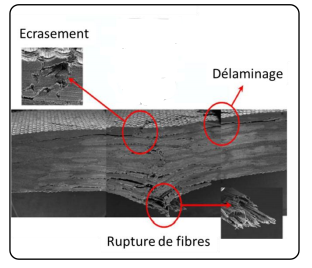 Ecrasement
Délaminage
Rupture de fibres